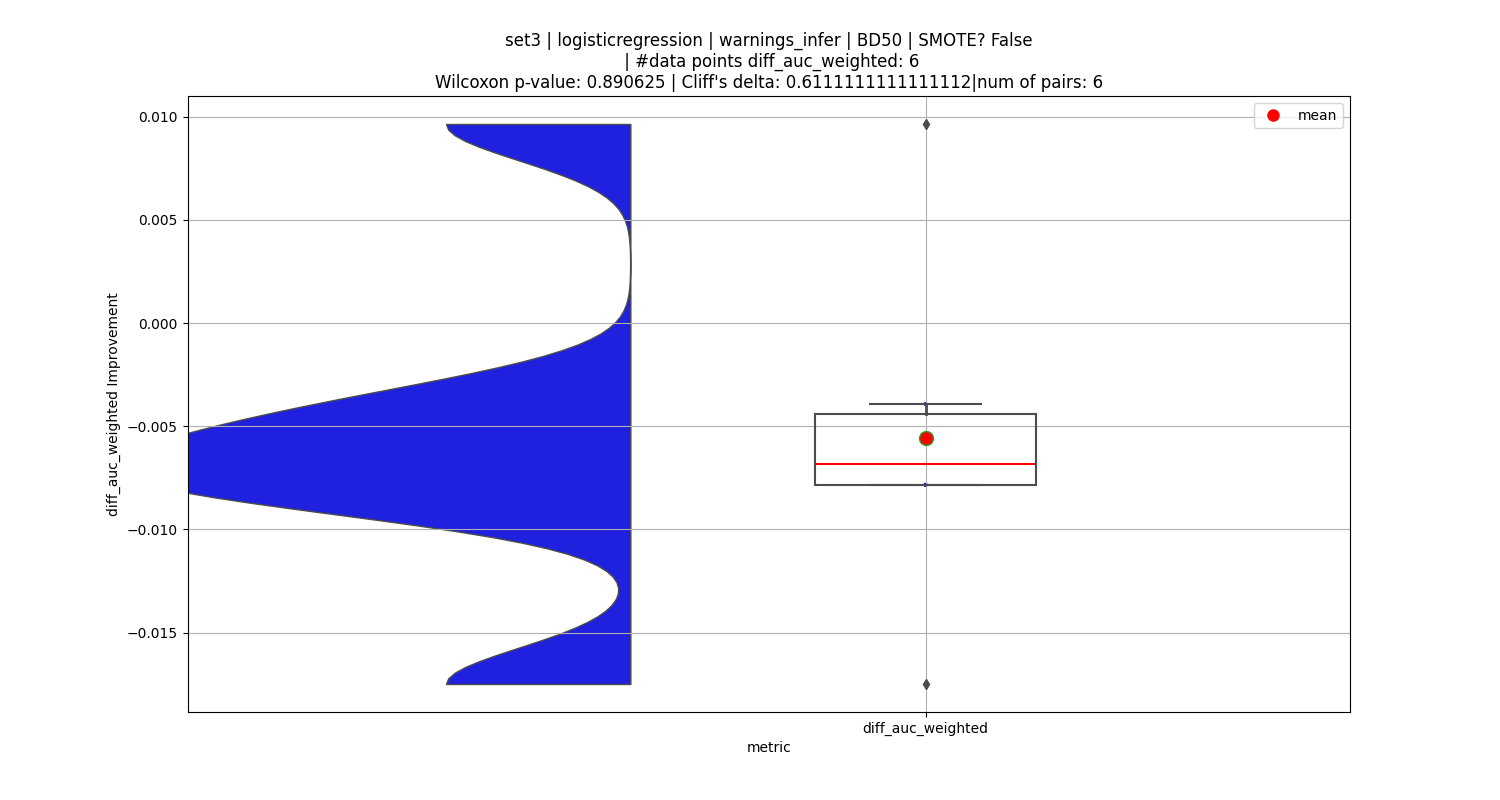 set3 | logisticregression | warnings_infer | BD50 | SMOTE? False
| #data points diff_auc_weighted: 6
Wilcoxon p-value: 0.890625 | Cliff's delta: 0.6111111111111112|num of pairs: 6
mean
0.010
0.005
0.000
−0.005
−0.010
−0.015
diff_auc_weighted Improvement
diff_auc_weighted
metric